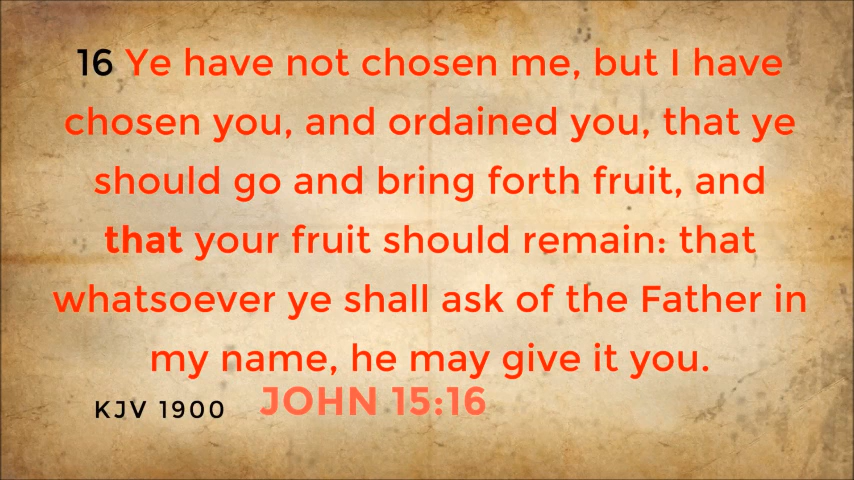 16 Ye have not chosen me, but I have
chosen you, and ordained you, that ye
should go and bring forth fruit, and
that your fruit should remain: that
whatsoever ye shall ask of the Father in
my name, he may give it you.
KJV 1900 JOHN 15:16